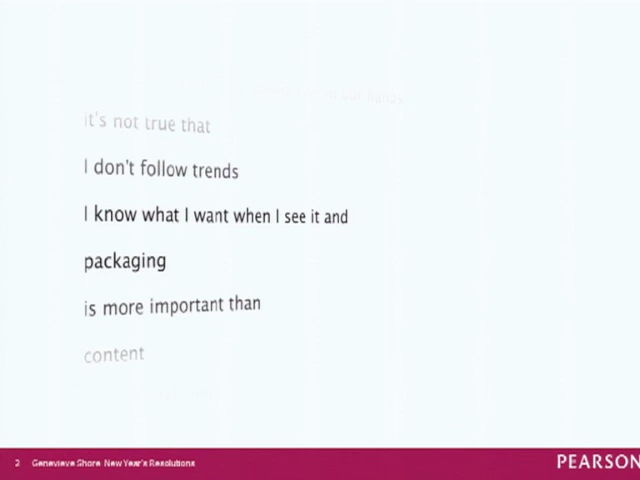 it's not true that
I don't follow trends
I know what I want when I see it and
packaging
is more important than
content
2 Genevieve Shore New Year's Resolutions
PEARSON